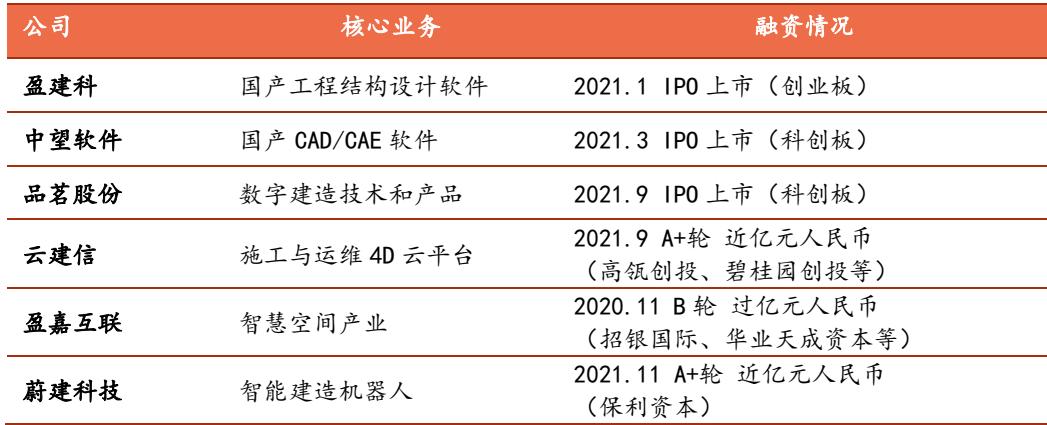 公司 核心业务 融资情况
盈建科 国产工程结构设计软件 2021.1 IPO 上市（创业板）
中望软件 国产 CAD/CAE 软件 2021.3 IPO 上市（科创板）
品茗股份 数字建造技术和产品 2021.9 IPO 上市（科创板）
云建信 施工与运维 4D 云平台 2021.9 A+轮 近亿元人民币
（高瓴创投、碧桂园创投等）
盈嘉互联 智慧空间产业 2020.11 B 轮 过亿元人民币
（招银国际、华业天成资本等）
蔚建科技 智能建造机器人 2021.11 A+轮 近亿元人民币
（保利资本）